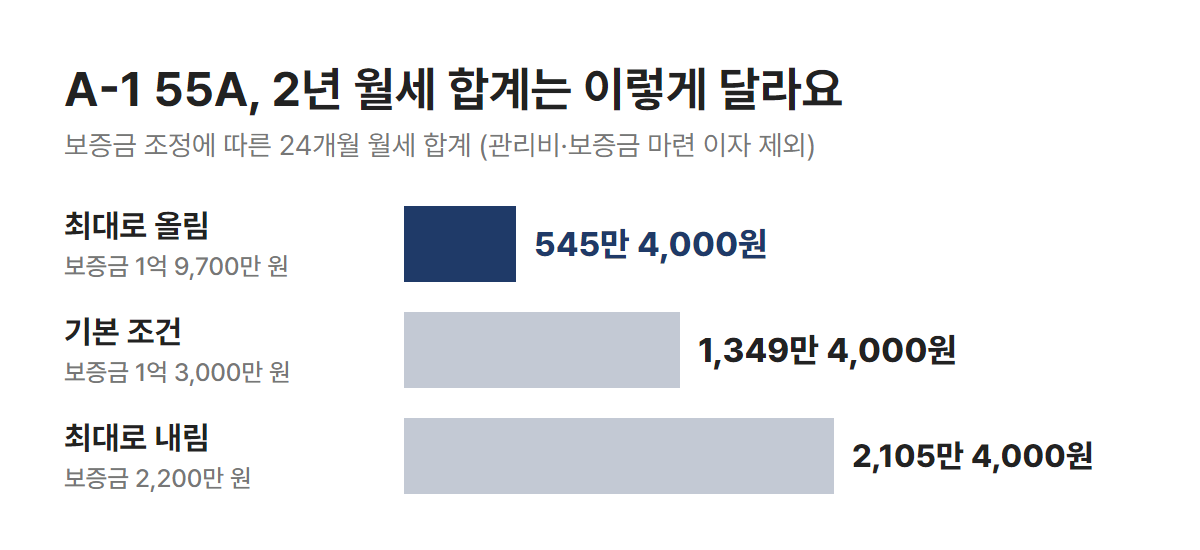 A-1 55A, 2년 월세 합계는 이렇게 달라요
보증금 조정에 따른 24개월 월세 합계 (관리비·보증금 마련 이자 제외)
최대로 올림
보증금 1억 9,700만 원
545만 4,000원
기본 조건
보증금 1억 3,000만 원
1,349만 4,000원
최대로 내림
보증금 2,200만 원
2,105만 4,000원